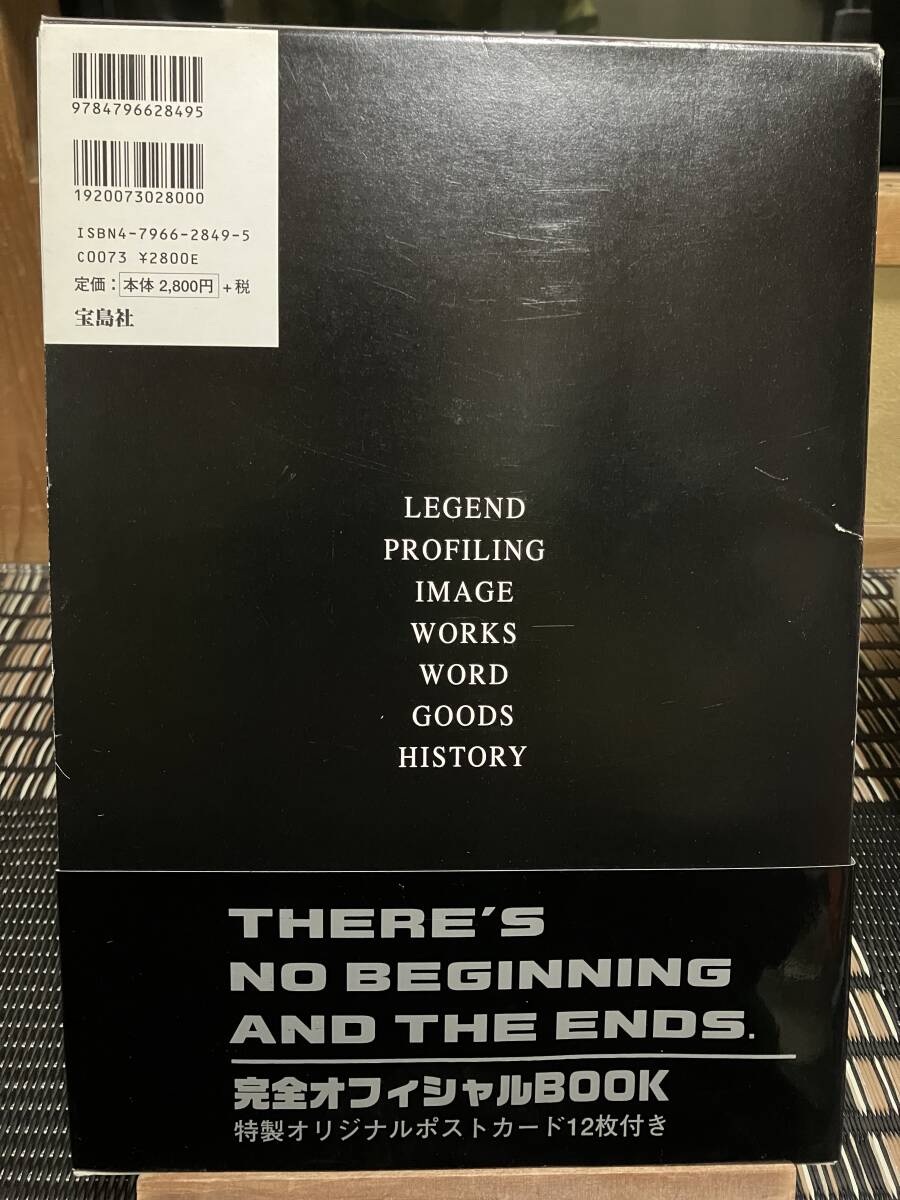 9784796628495
1920073028000
ISBN4-7966-2849-5
C0073 ¥2800E
定価：本体 2,800円＋税
宝島社
LEGEND
PROFILING
IMAGE
WORKS
WORD
GOODS
HISTORY
THERE'S
NO BEGINNING
AND THE ENDS.
完全オフィシャルBOOK
特製オリジナルポストカード12枚付き